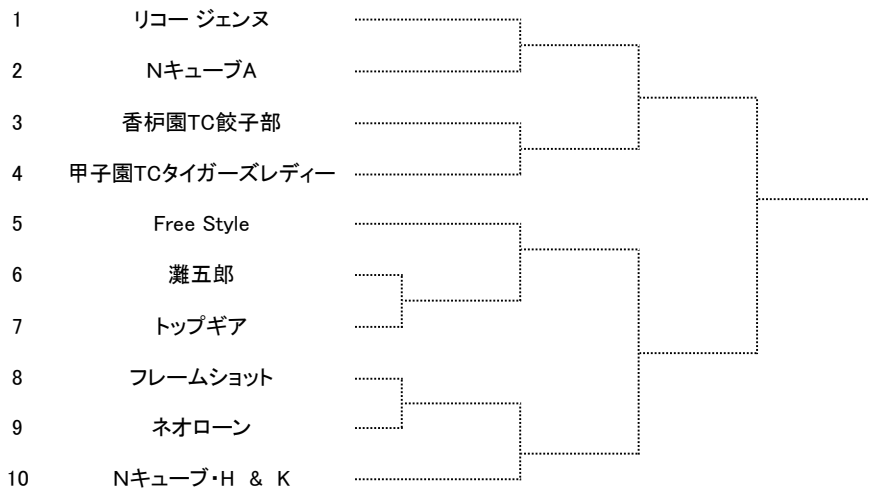 1 リコー ジェンヌ
2 NキューブA
3 香枦園TC餃子部
4 甲子園TCタイガーズレディー
5 Free Style
6 灘五郎
7 トップギア
8 フレームショット
9 ネオローン
10 Nキューブ・H & K